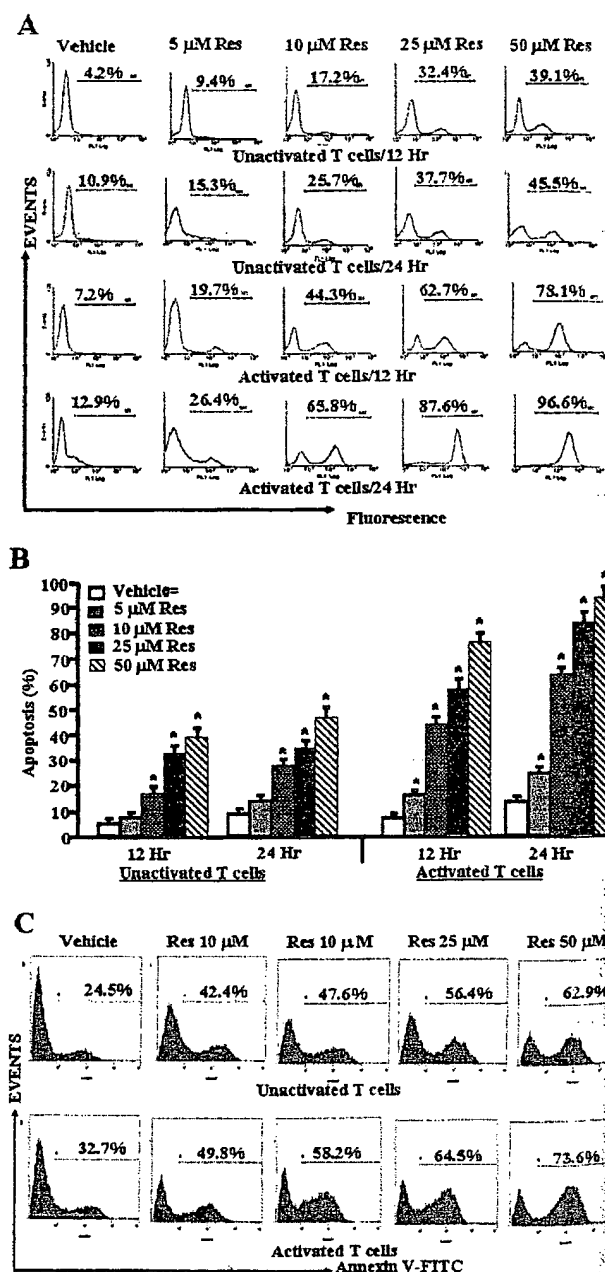 A
Vehicle 5 µM Res 10 µM Res 25 µM Res 50 µM Res
4.2% 9.4% 17.2% 32.4% 39.1%
Unactivated T cells/12 Hr
10.9% 15.3% 25.7% 37.7% 45.5%
Unactivated T cells/24 Hr
7.2% 19.7% 44.3% 62.7% 78.1%
Activated T cells/12 Hr
12.9% 26.4% 65.8% 87.6% 96.6%
Activated T cells/24 Hr
EVENTS
Fluorescence
B
100
90
80
70
60
50
40
30
20
10
0
Apoptosis (%)
Vehicle=
5 µM Res
10 µM Res
25 µM Res
50 µM Res
12 Hr 24 Hr 12 Hr 24 Hr
Unactivated T cells Activated T cells
C
Vehicle Res 10 µM Res 10 µM Res 25 µM Res 50 µM
24.5% 42.4% 47.6% 56.4% 62.9%
Unactivated T cells
32.7% 49.8% 58.2% 64.5% 73.6%
EVENTS
Activated T cells
Annexin V-FITC